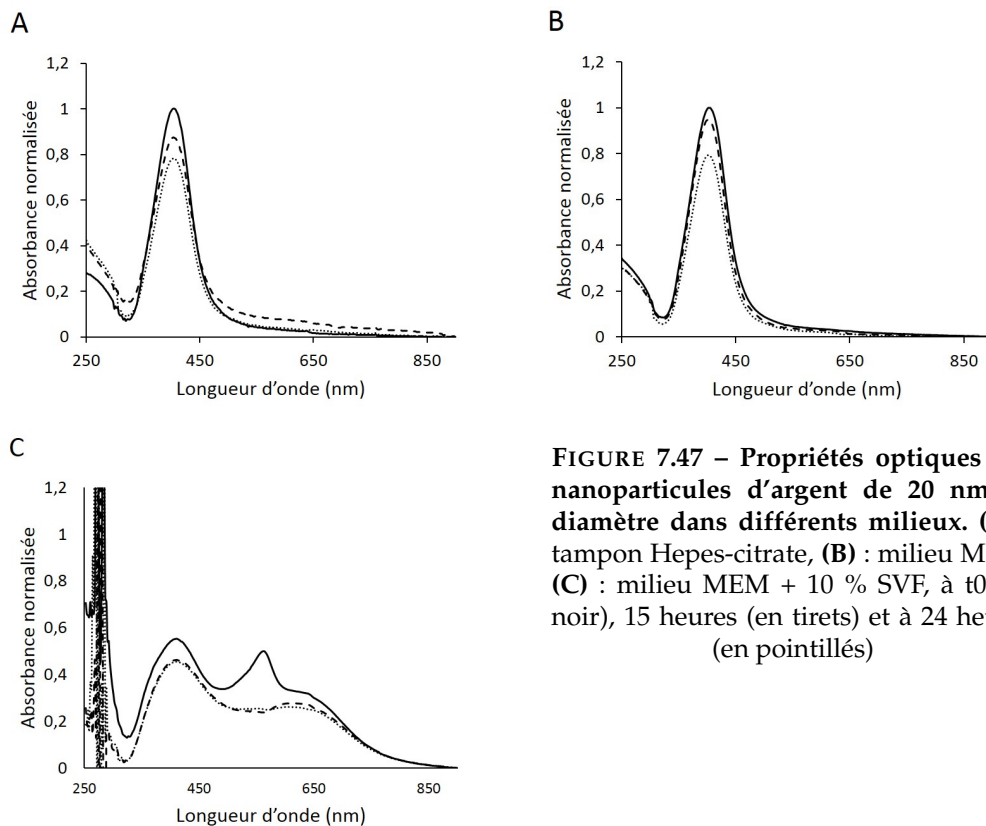 A
Absorbance normalisée
1,2
1
0,8
0,6
0,4
0,2
0
250
450
650
850
Longueur d'onde (nm)
B
Absorbance normalisée
1,2
1
0,8
0,6
0,4
0,2
0
250
450
650
850
Longueur d'onde (nm)
C
Absorbance normalisée
1,2
1
0,8
0,6
0,4
0,2
0
250
450
650
850
Longueur d'onde (nm)
FIGURE 7.47 – Propriétés optiques
nanoparticules d'argent de 20 nm
diamètre dans différents milieux. (
tampon Hepes-citrate, (B) : milieu M
(C) : milieu MEM + 10 % SVF, à t0
noir), 15 heures (en tirets) et à 24 heu
(en pointillés)